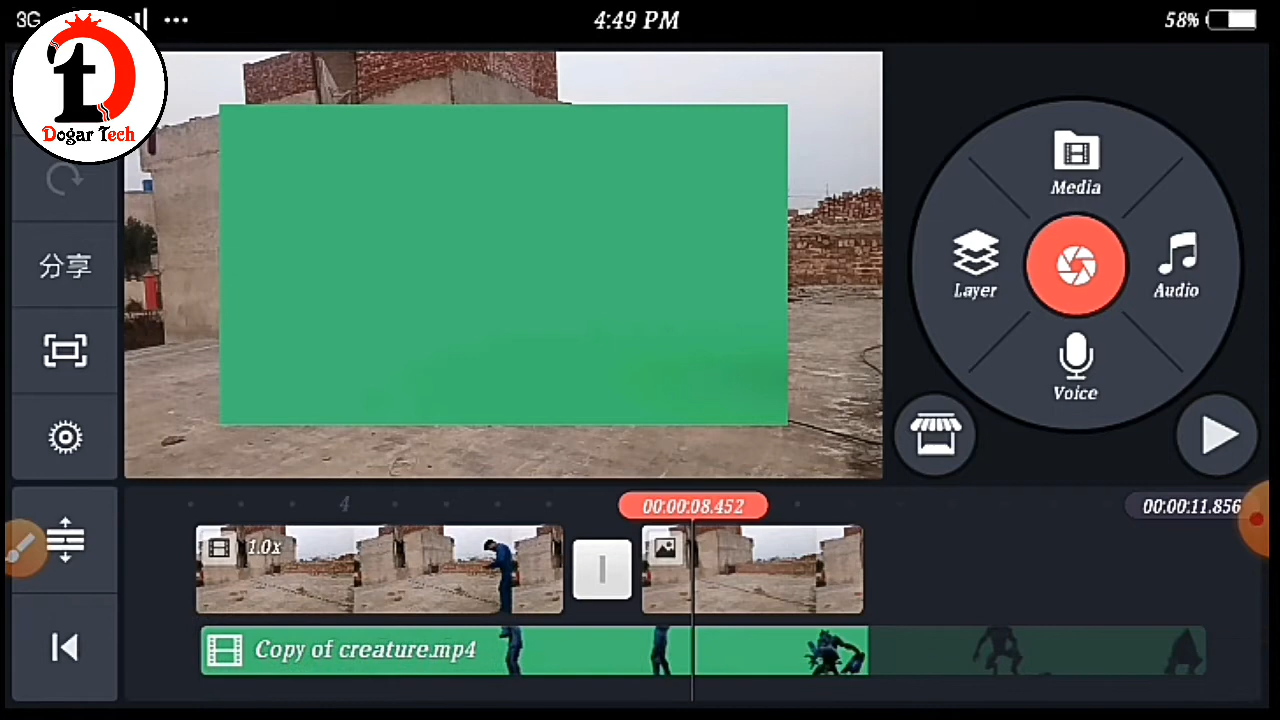 3G
4:49 PM
58%
Dogar Tech
Media
分享
Layer
Audio
Voice
4
00:00:08.452
00:00:11.856
1.0x
Copy of creature.mp4